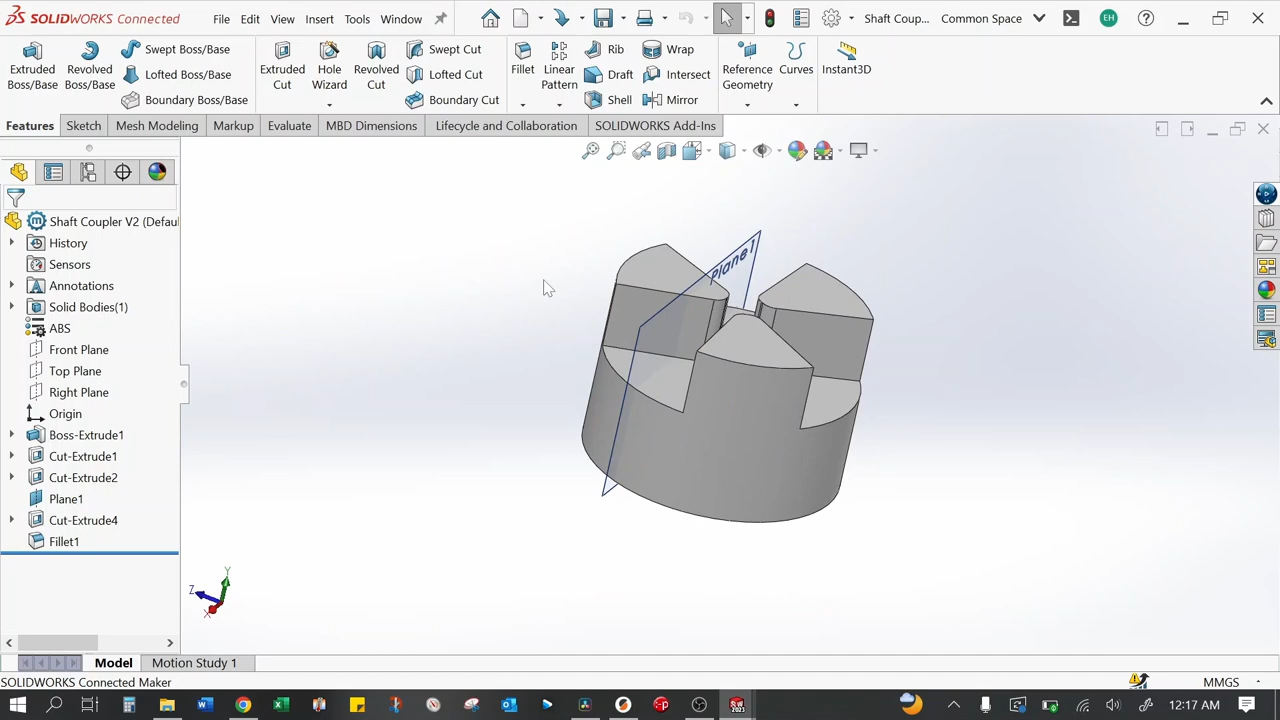 SOLIDWORKS Connected
File Edit View Insert Tools Window
Shaft Coup... Common Space EH
Extruded Boss/Base
Revolved Boss/Base
Swept Boss/Base
Lofted Boss/Base
Boundary Boss/Base
Extruded Cut
Hole Wizard
Revolved Cut
Swept Cut
Lofted Cut
Boundary Cut
Fillet
Linear Pattern
Rib
Draft
Shell
Wrap
Intersect
Mirror
Reference Geometry
Curves
Instant3D
Features Sketch Mesh Modeling Markup Evaluate MBD Dimensions Lifecycle and Collaboration SOLIDWORKS Add-Ins
Shaft Coupler V2 (Defau
History
Sensors
Annotations
Solid Bodies(1)
ABS
Front Plane
Top Plane
Right Plane
Origin
Boss-Extrude1
Cut-Extrude1
Cut-Extrude2
Plane1
Cut-Extrude4
Fillet1
Plane1
Y
Z
X
Model Motion Study 1
SOLIDWORKS Connected Maker MMGS
12:17 AM